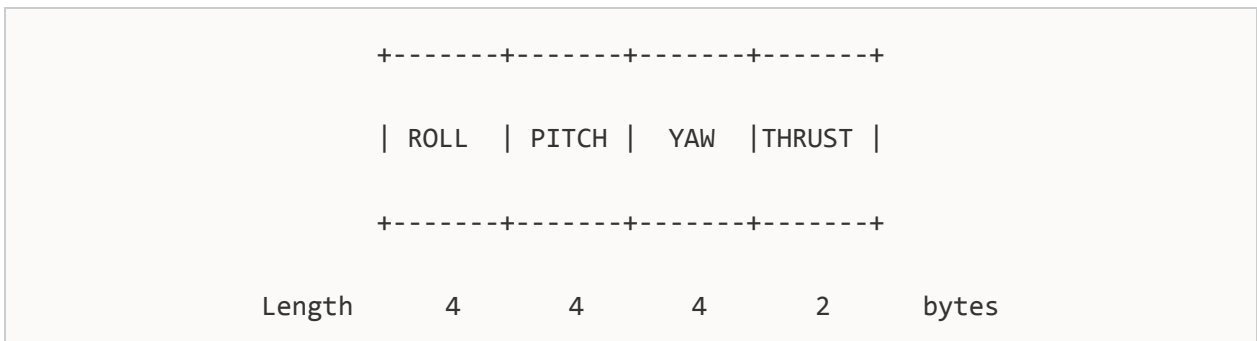 +-------+-------+-------+-------+
| ROLL | PITCH | YAW |THRUST |
+-------+-------+-------+-------+
Length 4 4 4 2 bytes